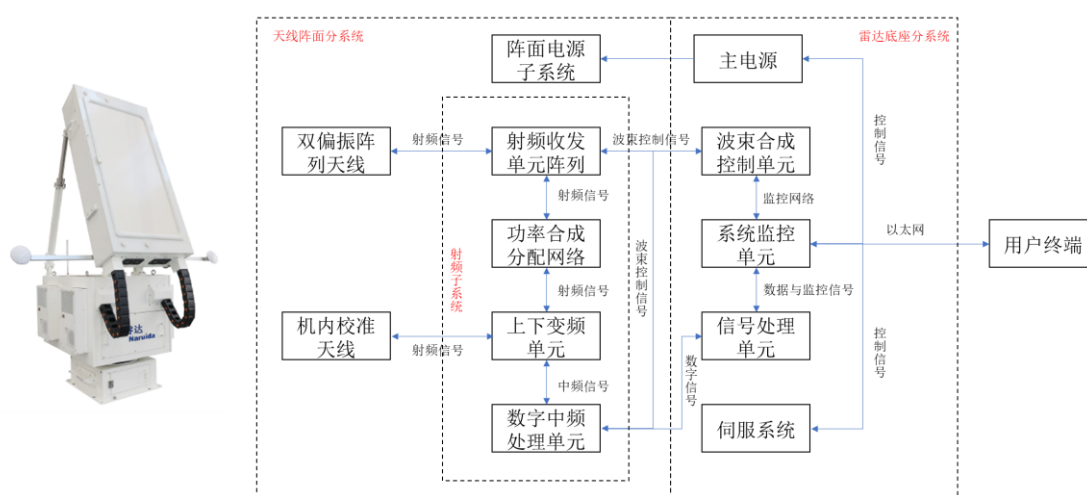 天线阵面分系统
雷达底座分系统
阵面电源
子系统
主电源
控制信号
双偏振阵
列天线
射频信号
射频收发
单元阵列
波束控制信号
波束合成
控制单元
射频信号
监控网络
功率合成
分配网络
系统监控
单元
以太网
用户终端
射频子系统
波束控制信号
射频信号
数据与监控信号
机内校准
天线
射频信号
上下变频
单元
信号处理
单元
控制信号
数字信号
中频信号
数字中频
处理单元
伺服系统
Naruida